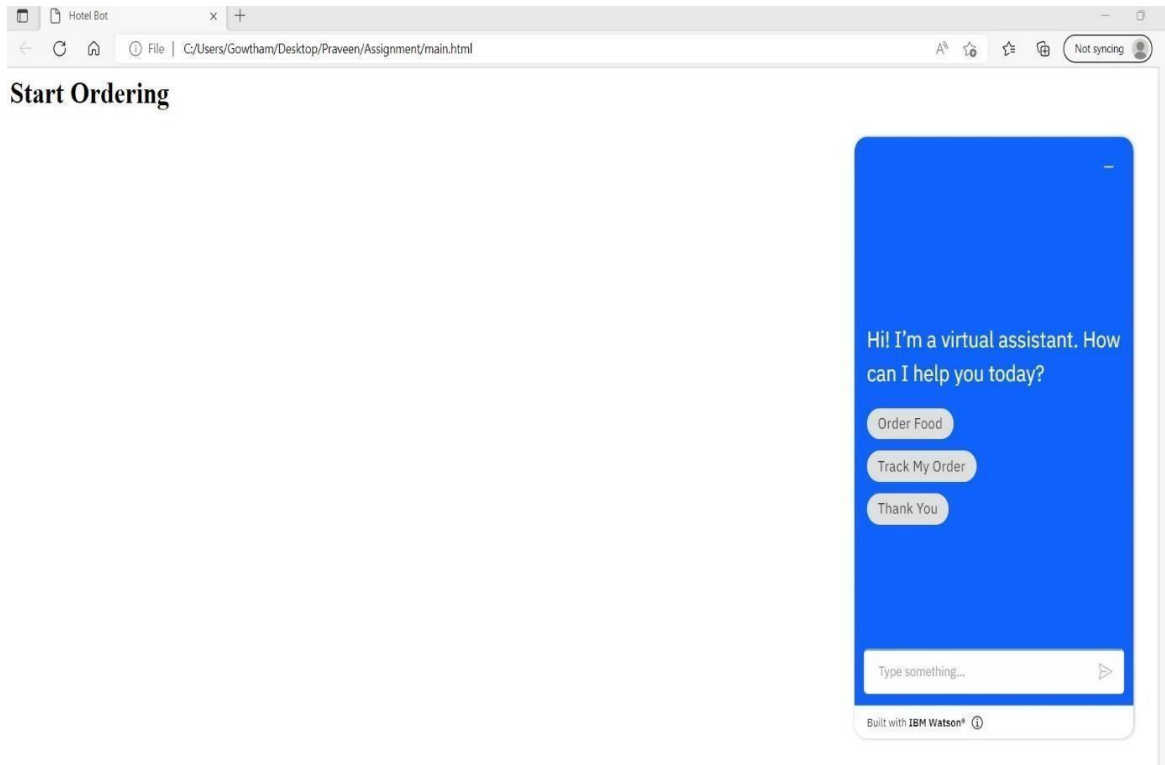 Hotel Bot
File | C:/Users/Gowtham/Desktop/Praveen/Assignment/main.html
Not syncing
Start Ordering
Hi! I’m a virtual assistant. How
can I help you today?
Order Food
Track My Order
Thank You
Type something...
Built with IBM Watson®